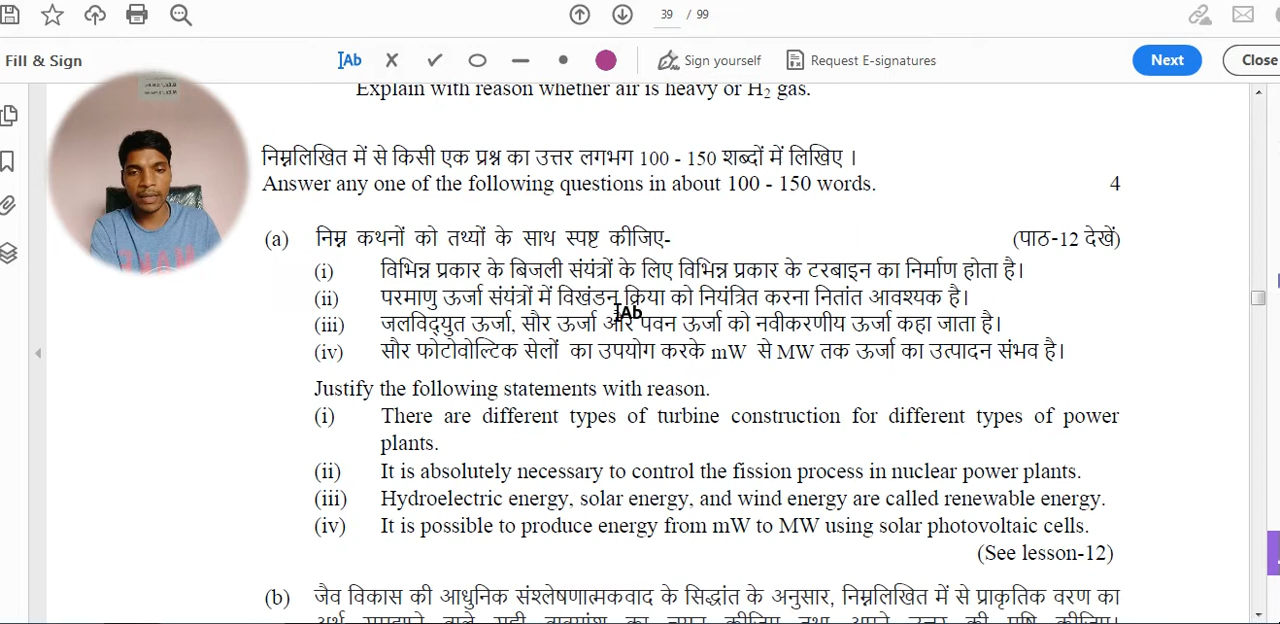 39 / 99
Fill & Sign
Ab
Sign yourself
Request E-signatures
Next
Close
Explain with reason whether air is heavy or H2 gas.
निम्नलिखित में से किसी एक प्रश्न का उत्तर लगभग 100 - 150 शब्दों में लिखिए ।
Answer any one of the following questions in about 100 - 150 words. 4
(a) निम्न कथनों को तथ्यों के साथ स्पष्ट कीजिए- (पाठ-12 देखें)
(i) विभिन्न प्रकार के बिजली संयंत्रों के लिए विभिन्न प्रकार के टरबाइन का निर्माण होता है।
(ii) परमाणु ऊर्जा संयंत्रों में विखंडन क्रिया को नियंत्रित करना नितांत आवश्यक है।
Ab
(iii) जलविद्युत ऊर्जा, सौर ऊर्जा और पवन ऊर्जा को नवीकरणीय ऊर्जा कहा जाता है।
(iv) सौर फोटोवोल्टिक सेलों का उपयोग करके mW से MW तक ऊर्जा का उत्पादन संभव है।
Justify the following statements with reason.
(i) There are different types of turbine construction for different types of power
plants.
(ii) It is absolutely necessary to control the fission process in nuclear power plants.
(iii) Hydroelectric energy, solar energy, and wind energy are called renewable energy.
(iv) It is possible to produce energy from mW to MW using solar photovoltaic cells.
(See lesson-12)
(b) जैव विकास की आधुनिक संश्लेषणात्मकवाद के सिद्धांत के अनुसार, निम्नलिखित में से प्राकृतिक वरण का